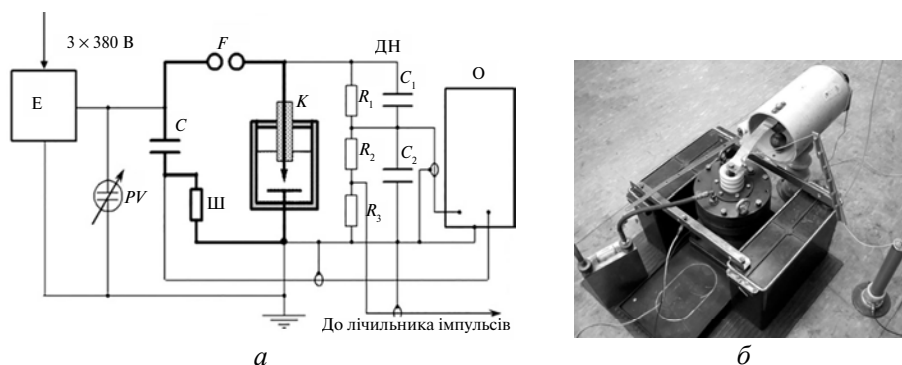 3 × 380 В
F
ДН
Е
C
K
R₁
C₁
О
R₂
C₂
PV
Ш
R₃
До лічильника імпульсів
а
б